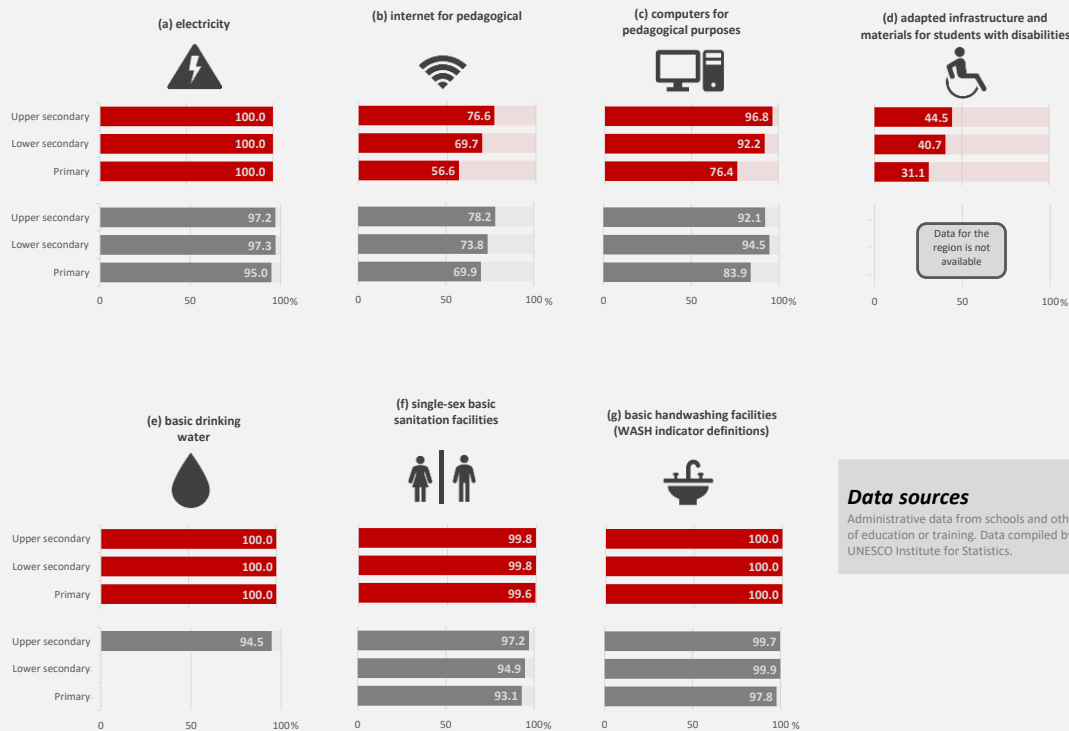 (a) electricity
(b) internet for pedagogical
(c) computers for
pedagogical purposes
(d) adapted infrastructure and
materials for students with disabilities
Upper secondary 100.0
Lower secondary 100.0
Primary 100.0
76.6
69.7
56.6
96.8
92.2
76.4
44.5
40.7
31.1
Upper secondary 97.2
Lower secondary 97.3
Primary 95.0
0 50 100%
78.2
73.8
69.9
0 50 100%
92.1
94.5
83.9
0 50 100%
Data for the
region is not
available
0 50 100%
(e) basic drinking
water
(f) single-sex basic
sanitation facilities
(g) basic handwashing facilities
(WASH indicator definitions)
Upper secondary 100.0
Lower secondary 100.0
Primary 100.0
99.8
99.8
99.6
100.0
100.0
100.0
Upper secondary 94.5
Lower secondary
Primary
0 50 100%
97.2
94.9
93.1
0 50 100%
99.7
99.9
97.8
0 50 100%
Data sources
Administrative data from schools and oth
of education or training. Data compiled by
UNESCO Institute for Statistics.